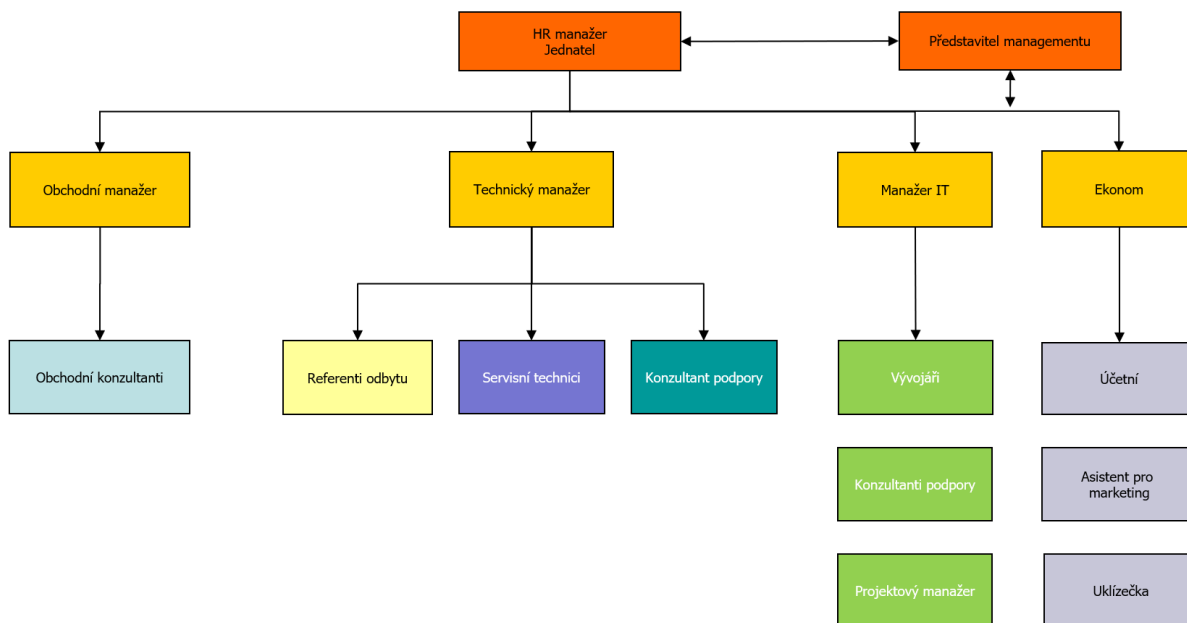 HR manažer
Jednatel
Představitel managementu
Obchodní manažer
Technický manažer
Manažer IT
Ekonom
Obchodní konzultanti
Referenti odbytu
Servisní technici
Konzultant podpory
Vývojáři
Účetní
Konzultanti podpory
Asistent pro
marketing
Projektový manažer
Uklízečka